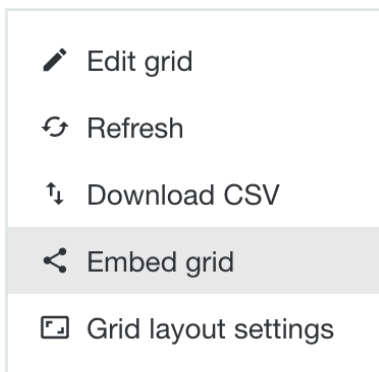 Edit grid
Refresh
Download CSV
Embed grid
Grid layout settings